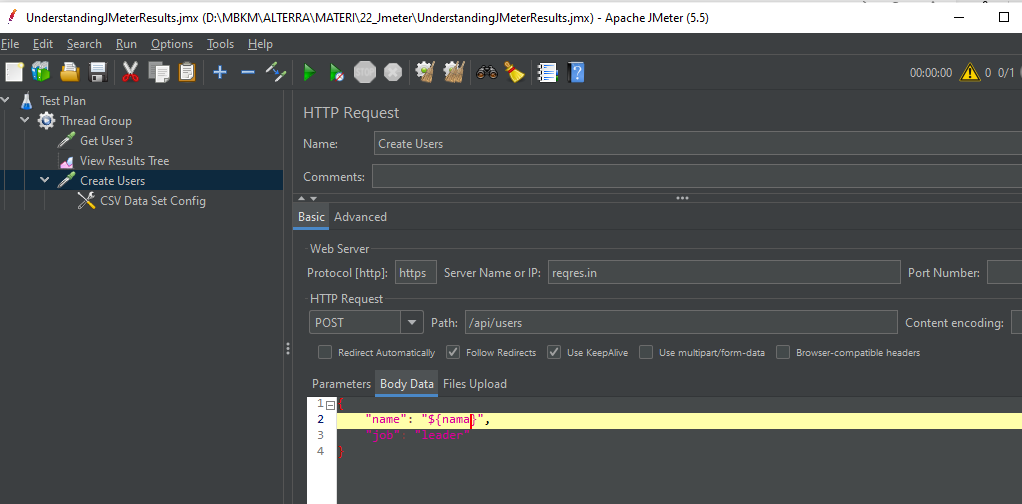 UnderstandingJMeterResults.jmx (D:\MBKM\ALTERRA\MATERI\22_Jmeter\UnderstandingJMeterResults.jmx) - Apache JMeter (5.5)
File Edit Search Run Options Tools Help
STOP 00:00:00 0 0/1
Test Plan
Thread Group
Get User 3
View Results Tree
Create Users
CSV Data Set Config
HTTP Request
Name: Create Users
Comments:
Basic Advanced
Web Server
Protocol [http]: https Server Name or IP: reqres.in Port Number:
HTTP Request
POST Path: /api/users Content encoding:
Redirect Automatically Follow Redirects Use KeepAlive Use multipart/form-data Browser-compatible headers
Parameters Body Data Files Upload
1 {
2 "name": "${nama}",
3 "job": "leader"
4 }